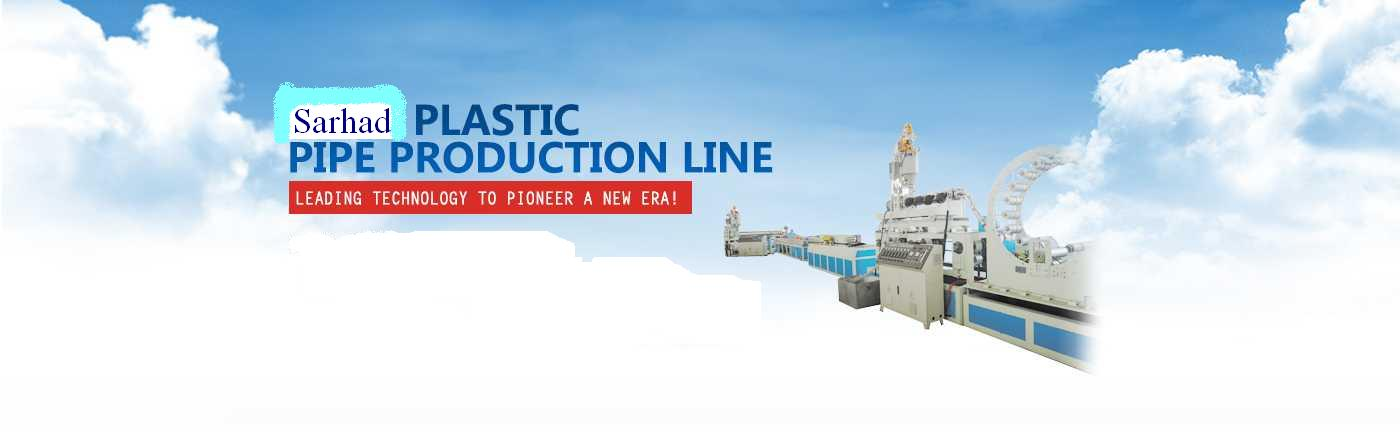 Sarhad PLASTIC
PIPE PRODUCTION LINE
LEADING TECHNOLOGY TO PIONEER A NEW ERA!